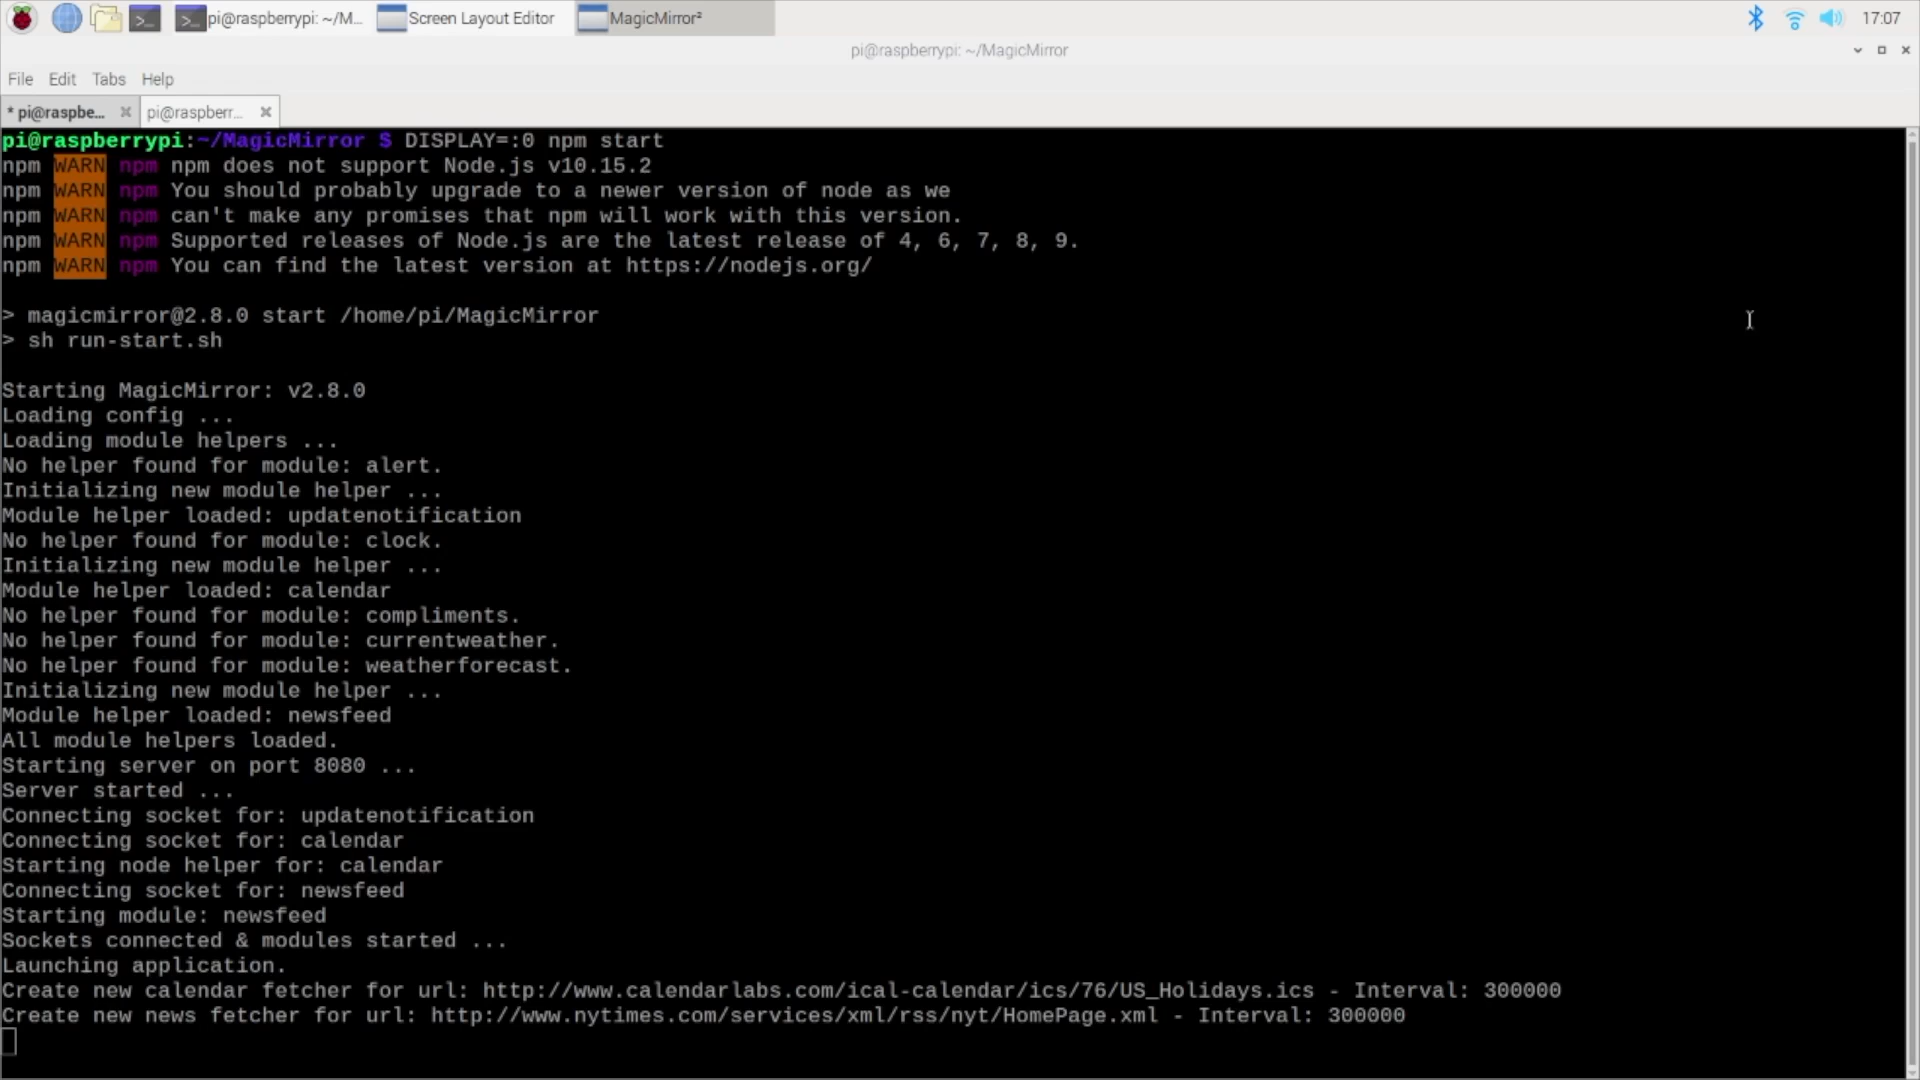 pi@raspberrypi: ~/M...
Screen Layout Editor
MagicMirror²
17:07
pi@raspberrypi: ~/MagicMirror
File Edit Tabs Help
* pi@raspbe...
pi@raspberr...
pi@raspberrypi:~/MagicMirror $ DISPLAY=:0 npm start
npm WARN npm npm does not support Node.js v10.15.2
npm WARN npm You should probably upgrade to a newer version of node as we
npm WARN npm can't make any promises that npm will work with this version.
npm WARN npm Supported releases of Node.js are the latest release of 4, 6, 7, 8, 9.
npm WARN npm You can find the latest version at https://nodejs.org/
> magicmirror@2.8.0 start /home/pi/MagicMirror
> sh run-start.sh
Starting MagicMirror: v2.8.0
Loading config ...
Loading module helpers ...
No helper found for module: alert.
Initializing new module helper ...
Module helper loaded: updatenotification
No helper found for module: clock.
Initializing new module helper ...
Module helper loaded: calendar
No helper found for module: compliments.
No helper found for module: currentweather.
No helper found for module: weatherforecast.
Initializing new module helper ...
Module helper loaded: newsfeed
All module helpers loaded.
Starting server on port 8080 ...
Server started ...
Connecting socket for: updatenotification
Connecting socket for: calendar
Starting node helper for: calendar
Connecting socket for: newsfeed
Starting module: newsfeed
Sockets connected & modules started ...
Launching application.
Create new calendar fetcher for url: http://www.calendarlabs.com/ical-calendar/ics/76/US_Holidays.ics - Interval: 300000
Create new news fetcher for url: http://www.nytimes.com/services/xml/rss/nyt/HomePage.xml - Interval: 300000